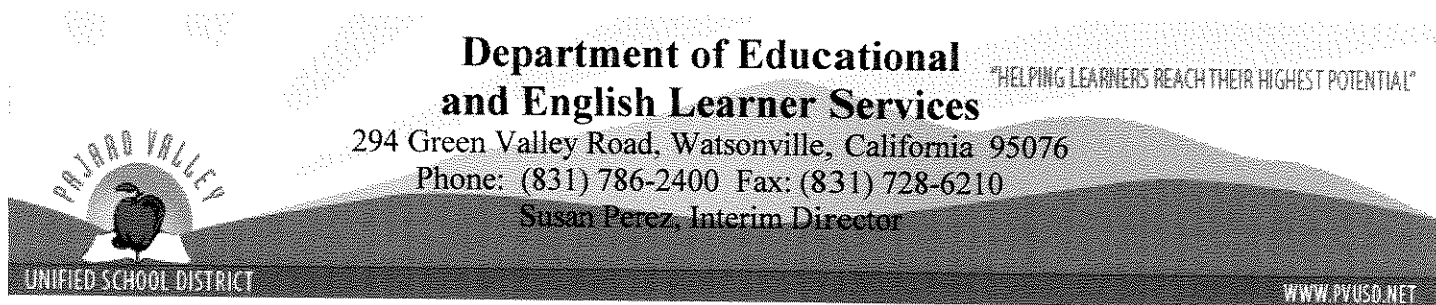 Department of Educational
and English Learner Services
"HELPING LEARNERS REACH THEIR HIGHEST POTENTIAL"
294 Green Valley Road, Watsonville, California 95076
Phone: (831) 786-2400 Fax: (831) 728-6210
Susan Perez, Interim Director
PAJARO VALLEY
UNIFIED SCHOOL DISTRICT
WWW.PVUSD.NET